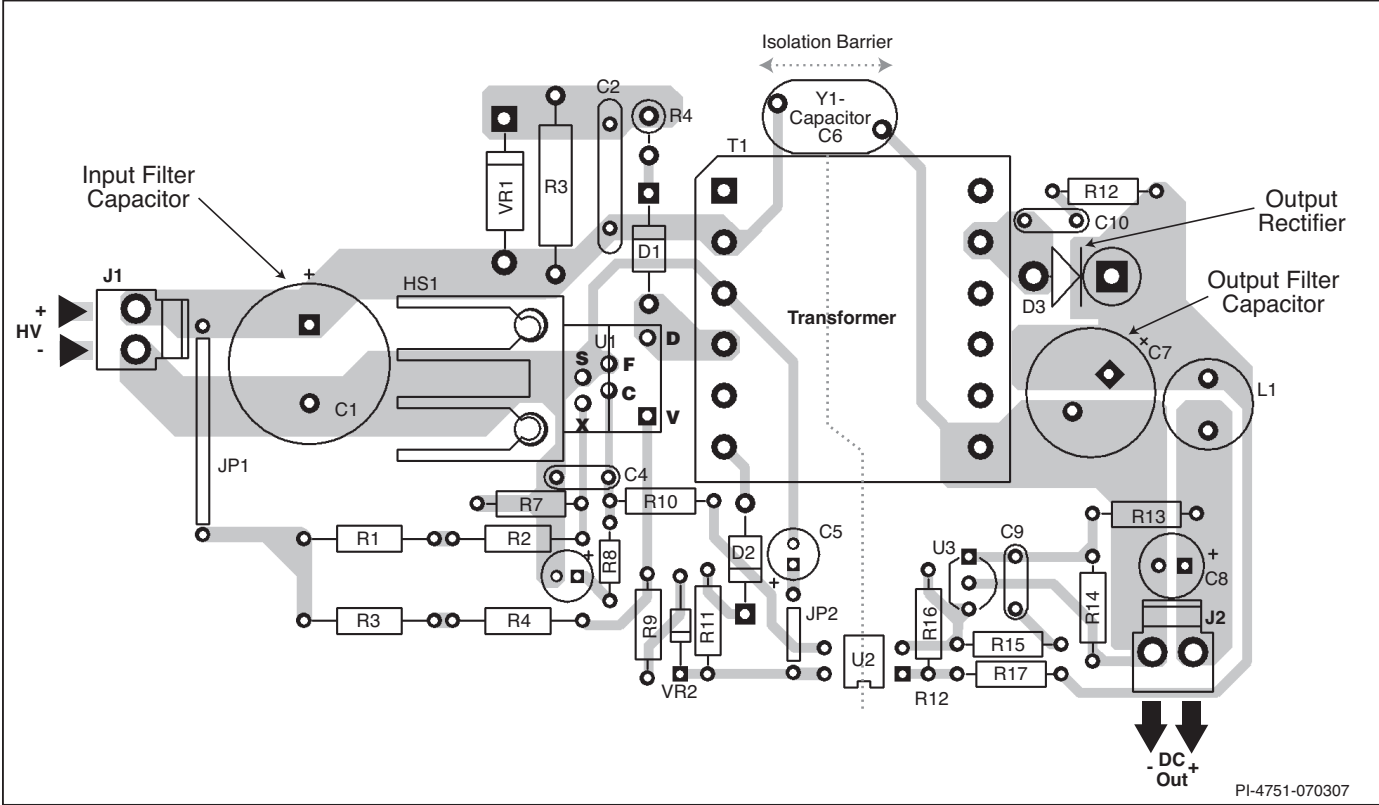 Isolation Barrier
Y1-
Capacitor
C6
C2
R4
T1
Input Filter
Capacitor
VR1
R3
R12
Output
Rectifier
C10
D1
J1
+
HS1
D3
Output Filter
Capacitor
+
HV
-
Transformer
U1
D
S
F
C
X
V
+
C7
C1
L1
JP1
C4
R7
R10
R13
C5
R1
R2
+
R8
D2
+
U3
C9
+
C8
R3
R4
R9
R11
JP2
R16
R14
J2
R15
U2
R17
VR2
R12
- DC +
Out
PI-4751-070307